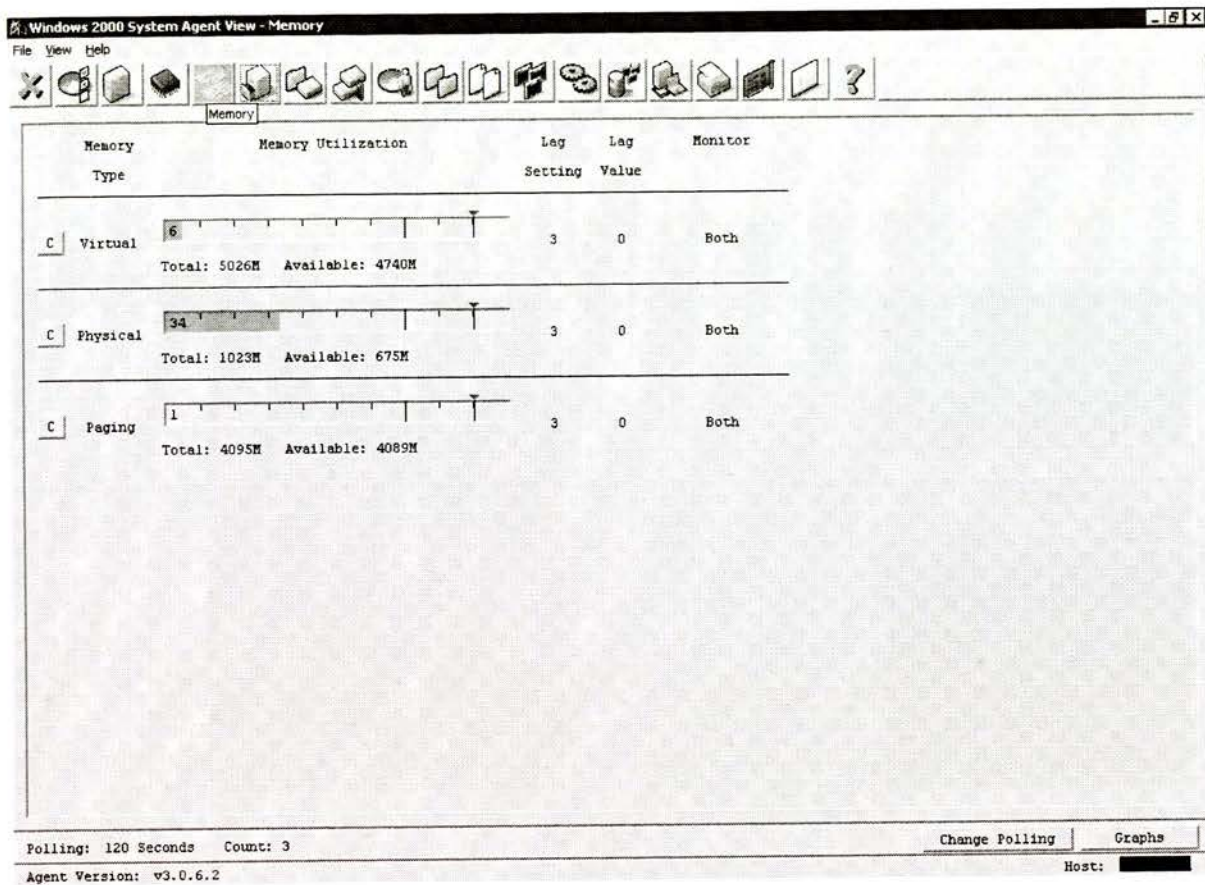 Windows 2000 System Agent View - Memory
File View Help
Memory
Memory Type Memory Utilization Lag Setting Lag Value Monitor
C Virtual 6 3 0 Both
Total: 5026M Available: 4740M
C Physical 34 3 0 Both
Total: 1023M Available: 675M
C Paging 1 3 0 Both
Total: 4095M Available: 4089M
Polling: 120 Seconds Count: 3 Change Polling Graphs
Agent Version: v3.0.6.2 Host: